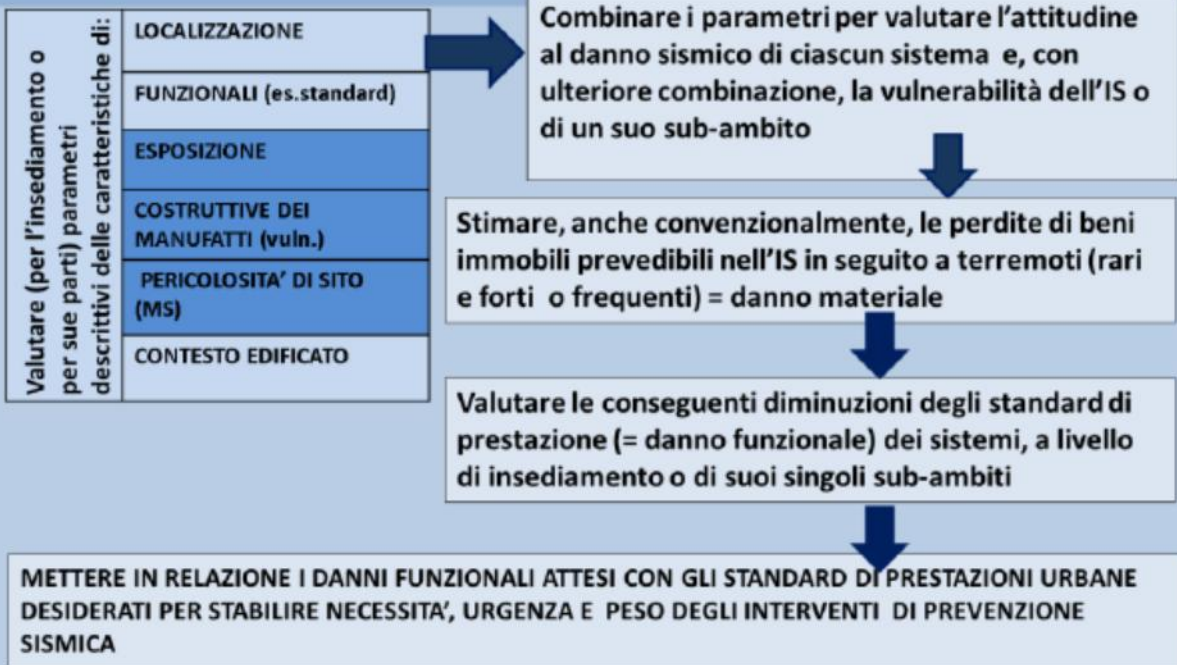 Valutare (per l'insediamento o
per sue parti) parametri
descrittivi delle caratteristiche di:
LOCALIZZAZIONE
FUNZIONALI (es.standard)
ESPOSIZIONE
COSTRUTTIVE DEI
MANUFATTI (vuln.)
PERICOLOSITA' DI SITO
(MS)
CONTESTO EDIFICATO
Combinare i parametri per valutare l'attitudine
al danno sismico di ciascun sistema e, con
ulteriore combinazione, la vulnerabilità dell'IS o
di un suo sub-ambito
Stimare, anche convenzionalmente, le perdite di beni
immobili prevedibili nell'IS in seguito a terremoti (rari
e forti o frequenti) = danno materiale
Valutare le conseguenti diminuzioni degli standard di
prestazione (= danno funzionale) dei sistemi, a livello
di insediamento o di suoi singoli sub-ambiti
METTERE IN RELAZIONE I DANNI FUNZIONALI ATTESI CON GLI STANDARD DI PRESTAZIONI URBANE
DESIDERATI PER STABILIRE NECESSITA', URGENZA E PESO DEGLI INTERVENTI DI PREVENZIONE
SISMICA